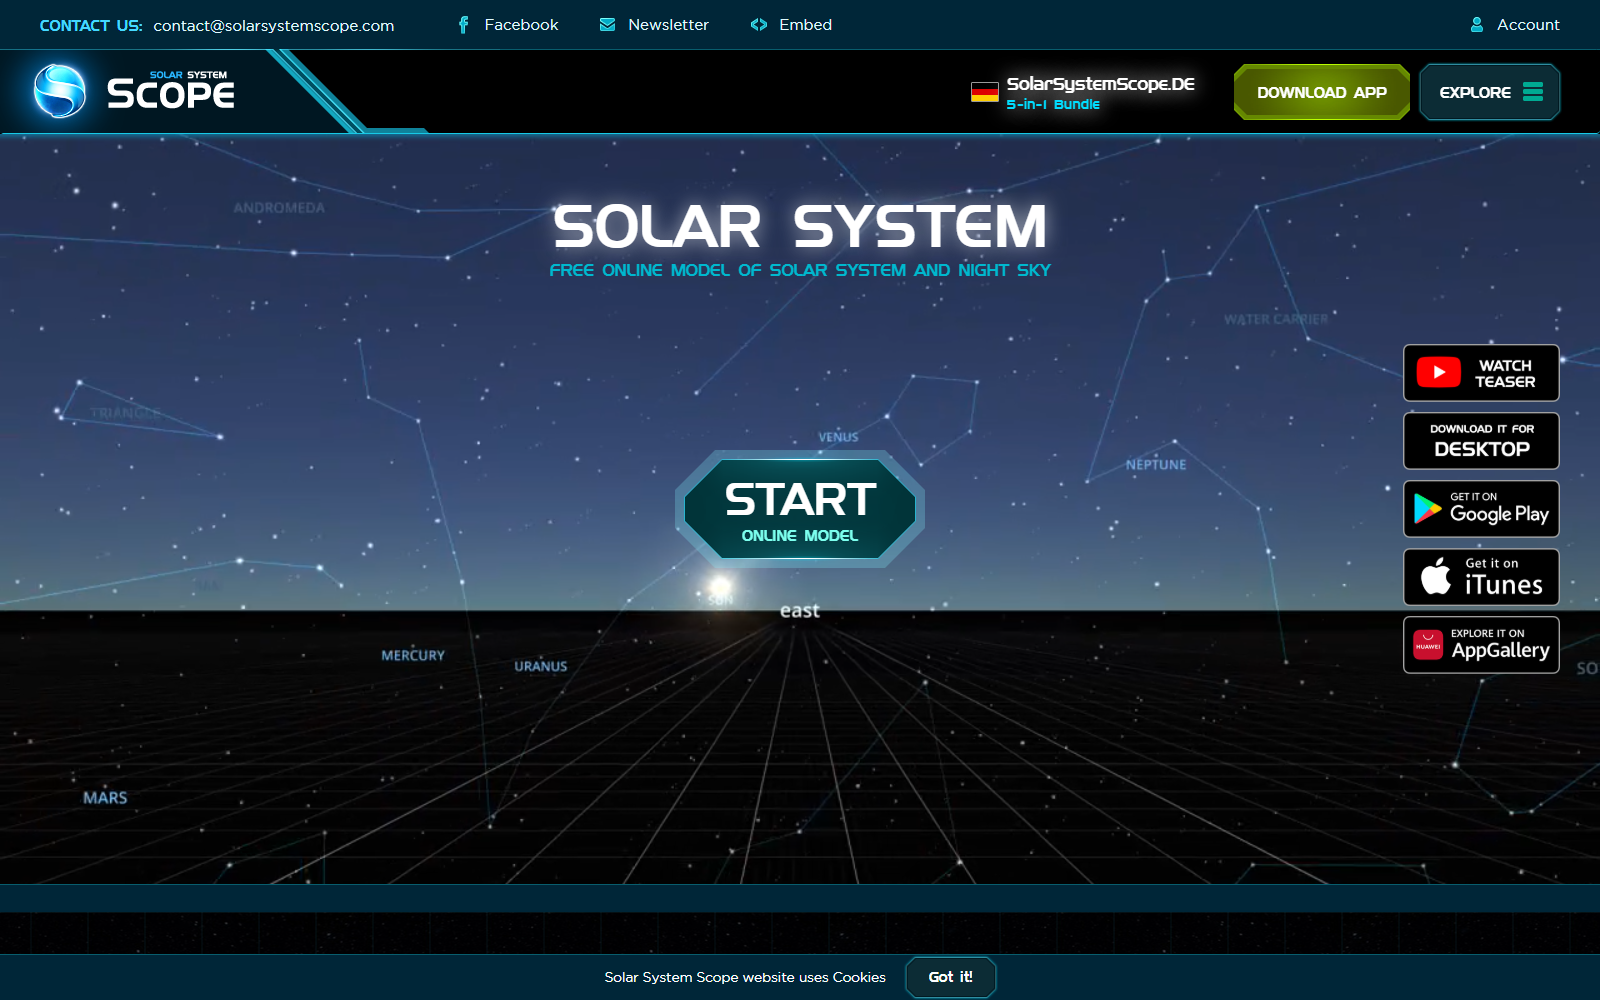 CONTACT US: contact@solarsystemscope.com
Facebook
Newsletter
Embed
Account
SOLAR SYSTEM
SCOPE
SolarSystemScope.DE
5-in-1 Bundle
DOWNLOAD APP
EXPLORE
ANDROMEDA
SOLAR SYSTEM
FREE ONLINE MODEL OF SOLAR SYSTEM AND NIGHT SKY
WATER CARRIER
WATCH
TEASER
TRIANGLE
DOWNLOAD IT FOR
DESKTOP
VENUS
NEPTUNE
START
ONLINE MODEL
GET IT ON
Google Play
Get it on
iTunes
SUN
east
HUAWEI
EXPLORE IT ON
AppGallery
MERCURY
URANUS
SO
MARS
Solar System Scope website uses Cookies
Got it!